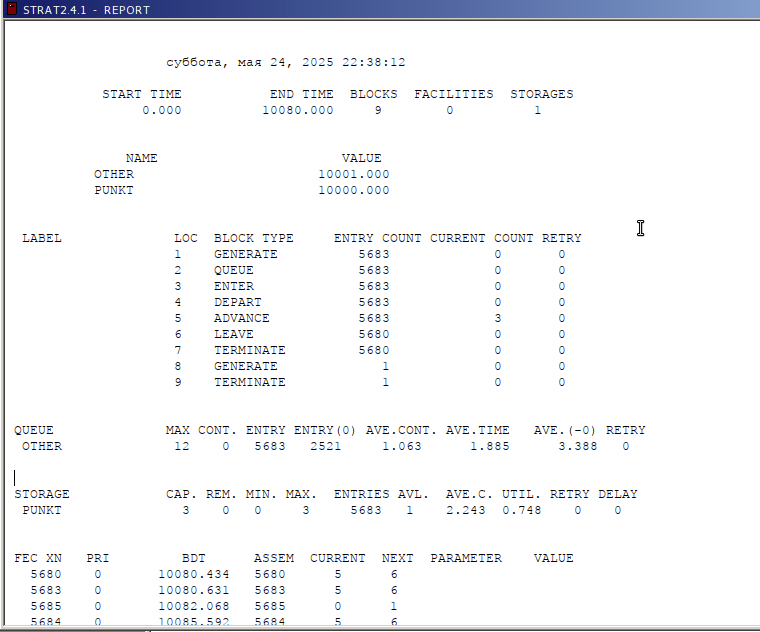 STRAT2.4.1 - REPORT
суббота, мая 24, 2025 22:38:12
START TIME END TIME BLOCKS FACILITIES STORAGES
0.000 10080.000 9 0 1
NAME VALUE
OTHER 10001.000
PUNKT 10000.000
LABEL LOC BLOCK TYPE ENTRY COUNT CURRENT COUNT RETRY
1 GENERATE 5683 0 0
2 QUEUE 5683 0 0
3 ENTER 5683 0 0
4 DEPART 5683 0 0
5 ADVANCE 5683 3 0
6 LEAVE 5680 0 0
7 TERMINATE 5680 0 0
8 GENERATE 1 0 0
9 TERMINATE 1 0 0
QUEUE MAX CONT. ENTRY ENTRY(0) AVE.CONT. AVE.TIME AVE.(-0) RETRY
OTHER 12 0 5683 2521 1.063 1.885 3.388 0
STORAGE CAP. REM. MIN. MAX. ENTRIES AVL. AVE.C. UTIL. RETRY DELAY
PUNKT 3 0 0 3 5683 1 2.243 0.748 0 0
FEC XN PRI BDT ASSEM CURRENT NEXT PARAMETER VALUE
5680 0 10080.434 5680 5 6
5683 0 10080.631 5683 5 6
5685 0 10082.068 5685 0 1
5684 0 10085.592 5684 5 6